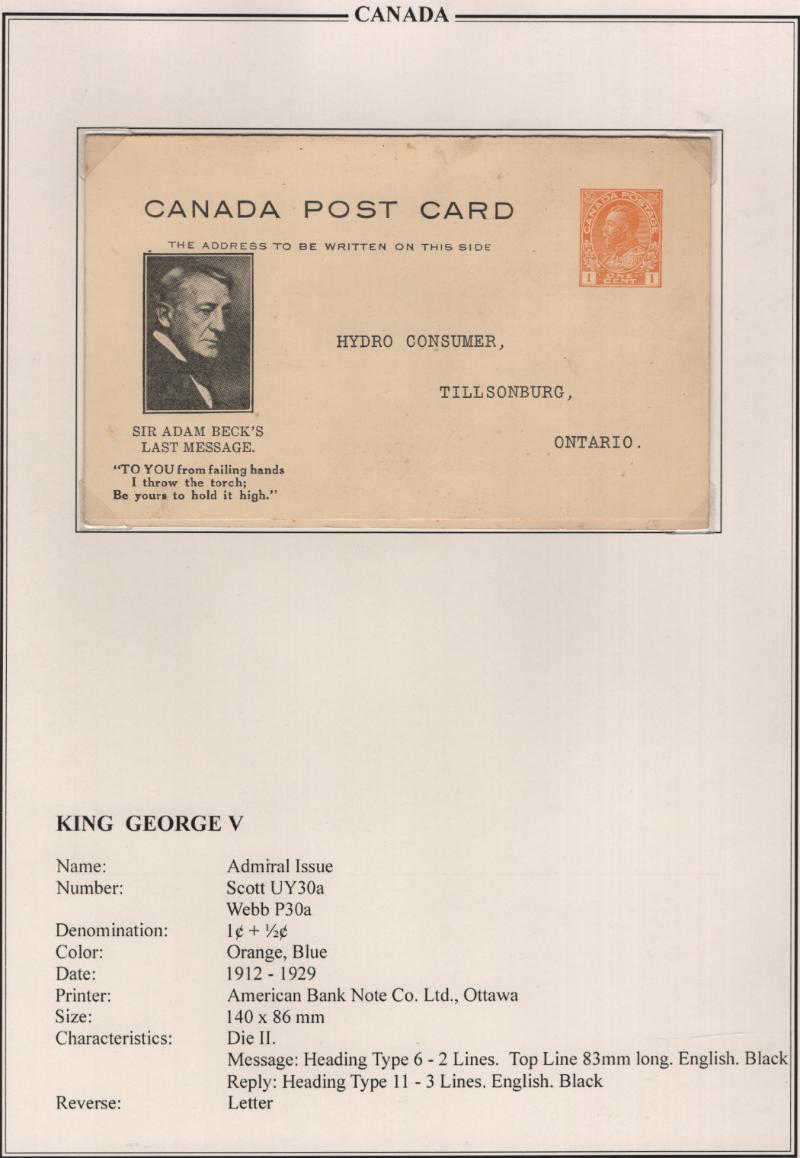 CANADA
CANADA POST CARD
THE ADDRESS TO BE WRITTEN ON THIS SIDE
CANADA POSTAGE
1 ONE CENT 1
HYDRO CONSUMER,
TILLSONBURG,
ONTARIO.
SIR ADAM BECK'S
LAST MESSAGE.
"TO YOU from failing hands
I throw the torch;
Be yours to hold it high."
KING GEORGE V
Name: Admiral Issue
Number: Scott UY30a
Webb P30a
Denomination: 1¢ + ½¢
Color: Orange, Blue
Date: 1912 - 1929
Printer: American Bank Note Co. Ltd., Ottawa
Size: 140 x 86 mm
Characteristics: Die II.
Message: Heading Type 6 - 2 Lines. Top Line 83mm long. English. Black
Reply: Heading Type 11 - 3 Lines. English. Black
Reverse: Letter